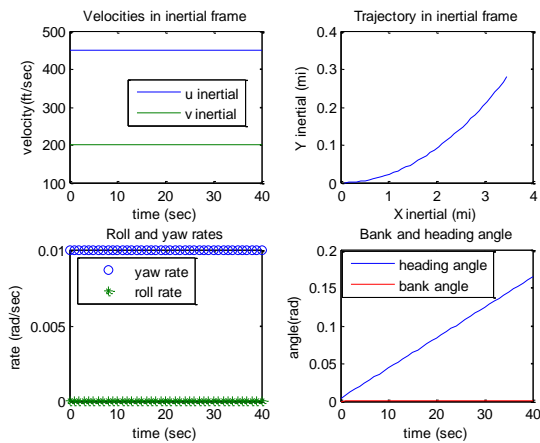 Velocities in inertial frame
500
400
300
200
100
velocity(ft/sec)
u inertial
v inertial
0 10 20 30 40
time (sec)
Trajectory in inertial frame
0.4
0.3
0.2
0.1
0
Y inertial (mi)
0 1 2 3 4
X inertial (mi)
Roll and yaw rates
0.01
0.005
0
rate (rad/sec)
yaw rate
roll rate
0 10 20 30 40
time (sec)
Bank and heading angle
0.2
0.15
0.1
0.05
0
angle(rad)
heading angle
bank angle
0 10 20 30 40
time (sec)